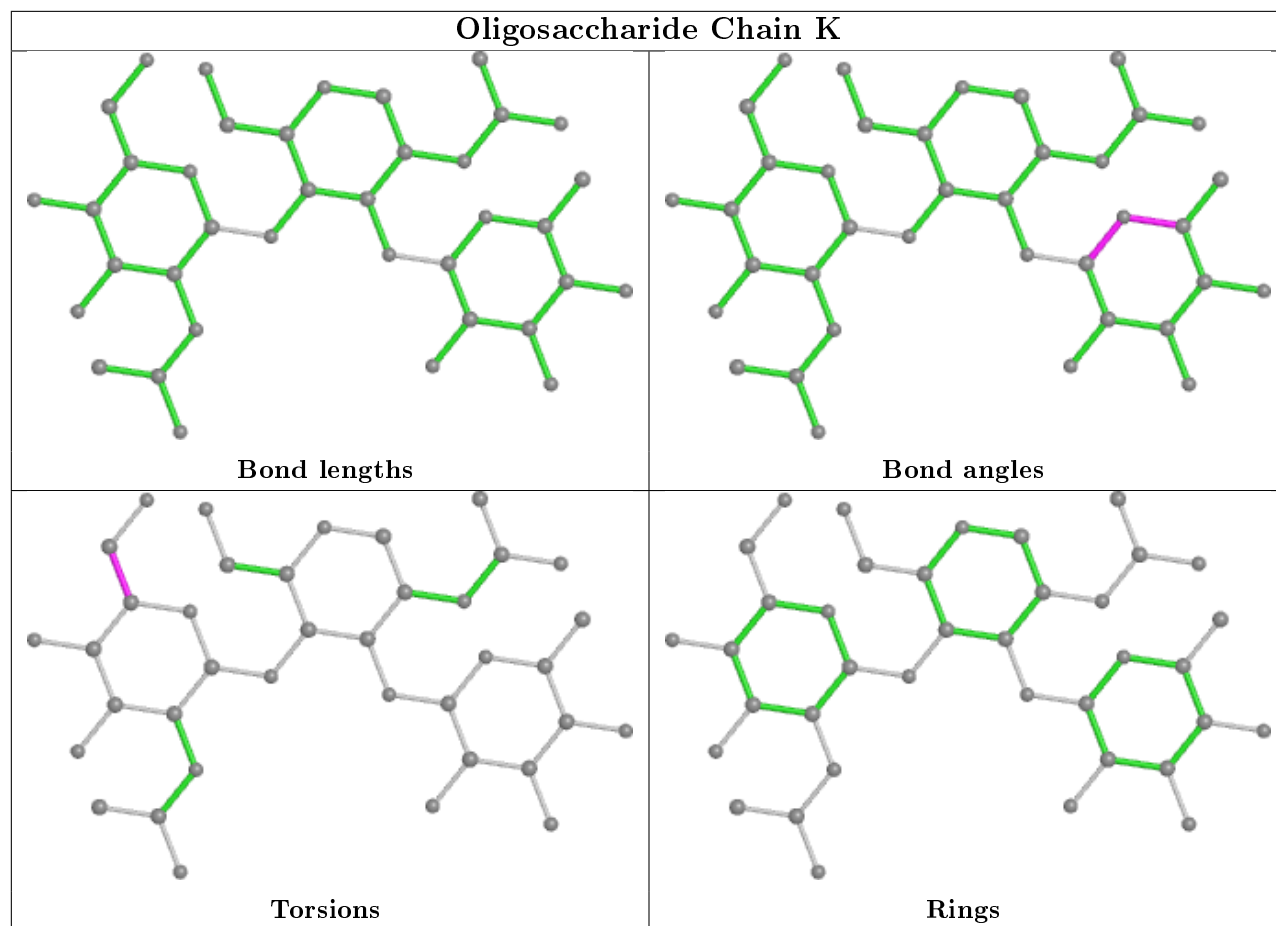 Oligosaccharide Chain K
Bond lengths
Bond angles
Torsions
Rings